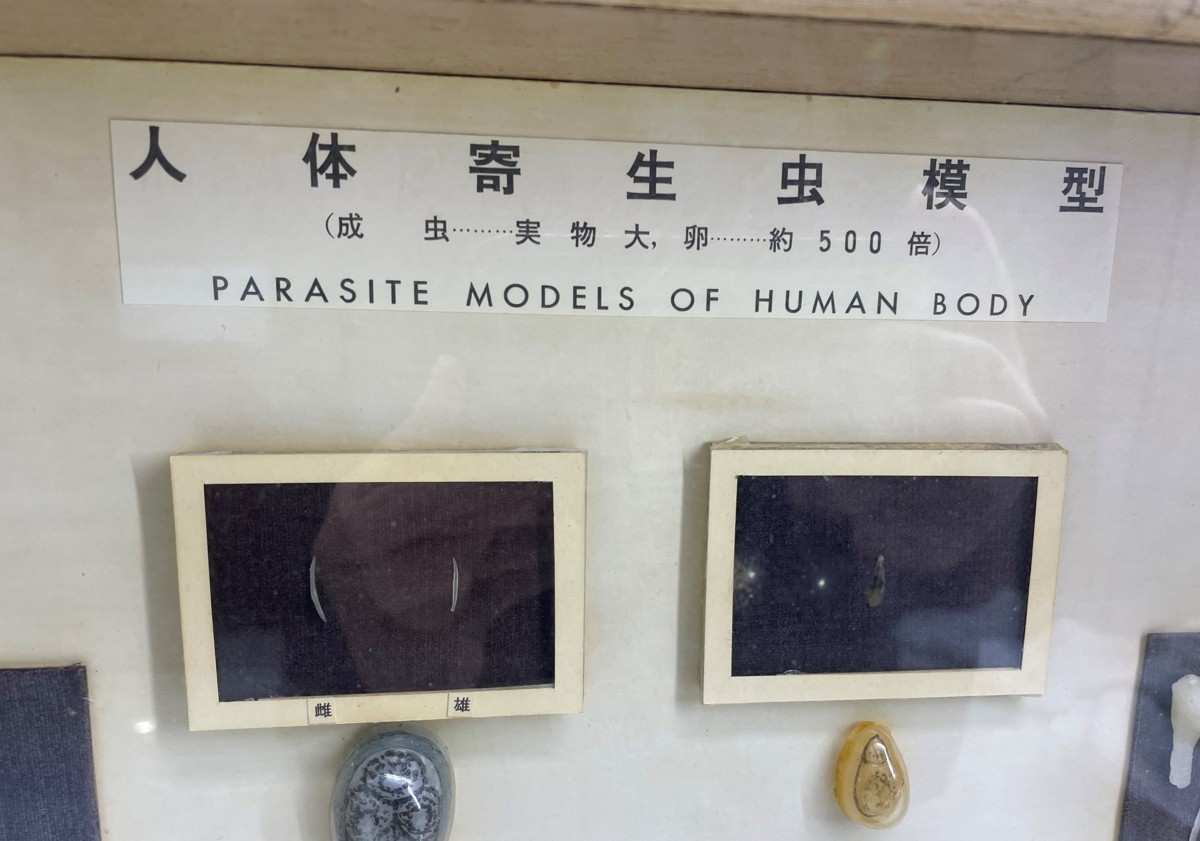 人体寄生虫模型
(成 虫………実 物 大, 卵………約 500 倍)
PARASITE MODELS OF HUMAN BODY
雌 雄